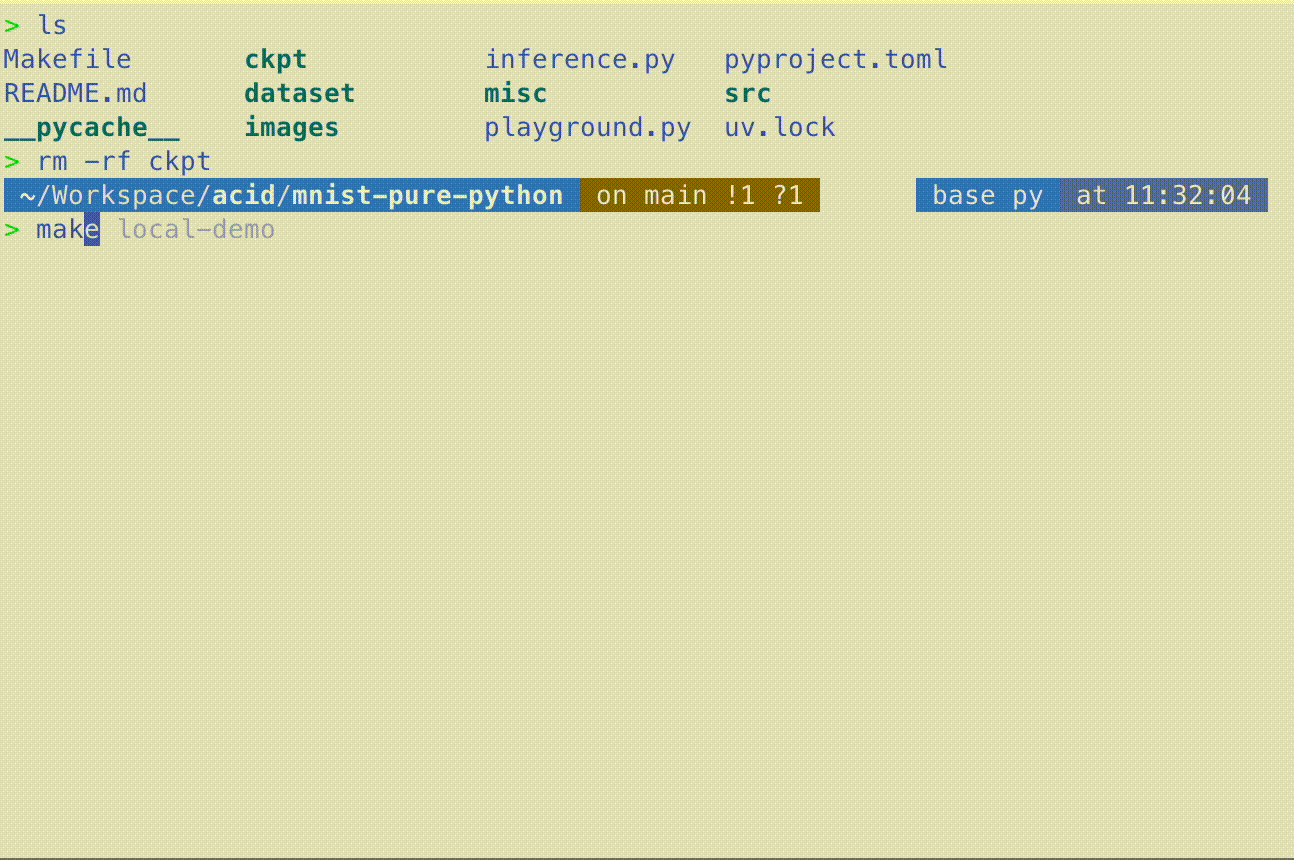 > ls
Makefile ckpt inference.py pyproject.toml
README.md dataset misc src
__pycache__ images playground.py uv.lock
> rm -rf ckpt
~/Workspace/acid/mnist-pure-python on main !1 ?1 base py at 11:32:04
> make local-demo